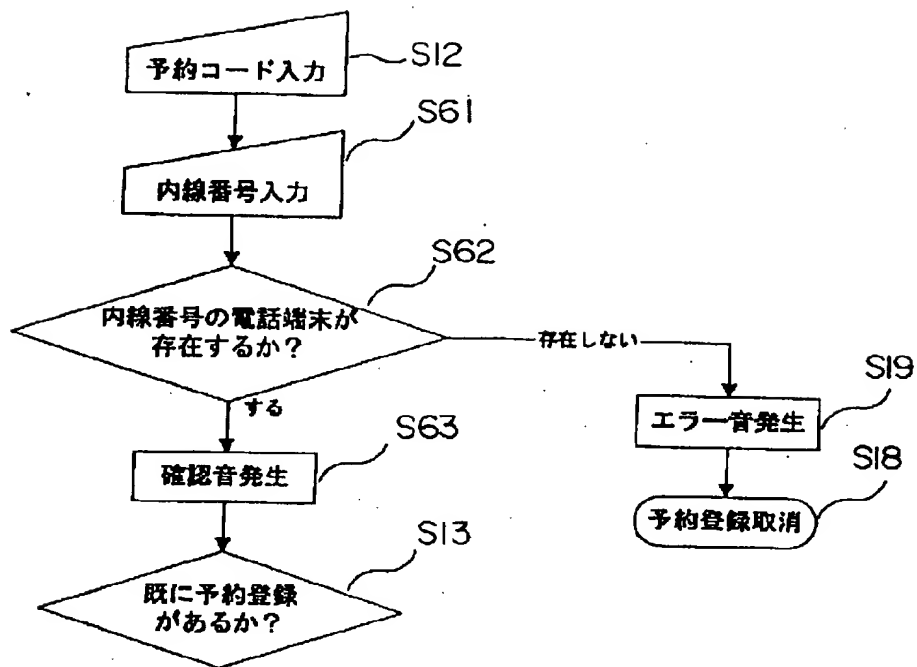 予約コード入力
S12
内線番号入力
S61
内線番号の電話端末が
存在するか？
S62
存在しない
する
エラー音発生
S19
確認音発生
S63
予約登録取消
S18
既に予約登録
があるか？
S13